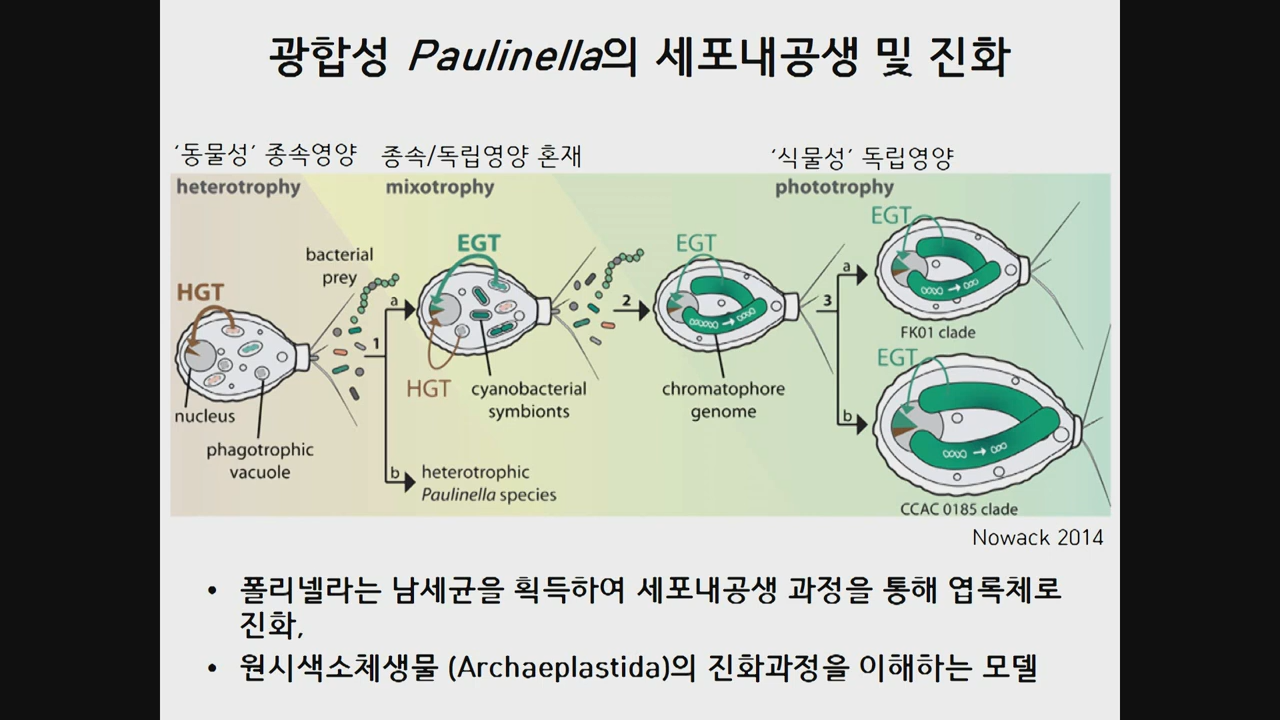 광합성 Paulinella의 세포내공생 및 진화
‘동물성’ 종속영양
종속/독립영양 혼재
‘식물성’ 독립영양
heterotrophy
mixotrophy
phototrophy
HGT
bacterial
prey
nucleus
phagotrophic
vacuole
1
a
b
EGT
HGT
cyanobacterial
symbionts
heterotrophic
Paulinella species
2
EGT
chromatophore
genome
3
a
b
EGT
FK01 clade
EGT
CCAC 0185 clade
Nowack 2014
• 폴리넬라는 남세균을 획득하여 세포내공생 과정을 통해 엽록체로
진화,
• 원시색소체생물 (Archaeplastida)의 진화과정을 이해하는 모델